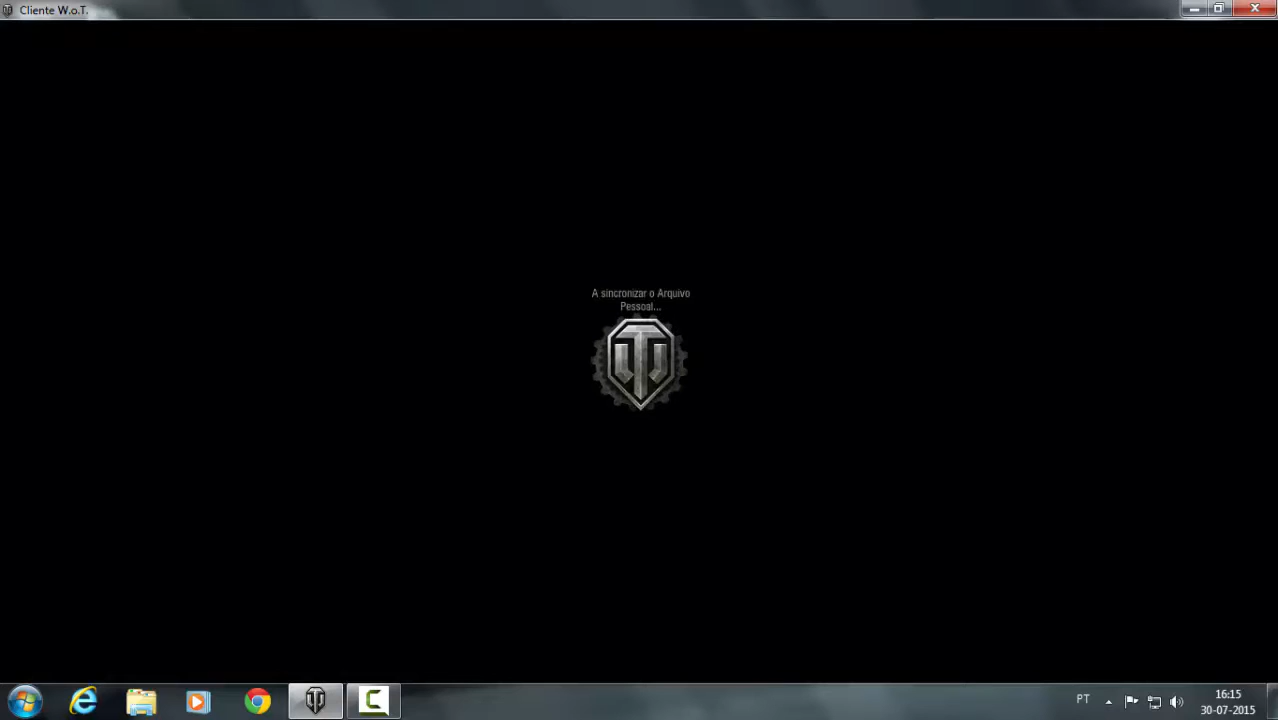 Cliente W.o.T.
A sincronizar o Arquivo
Pessoal...
PT
16:15
30-07-2015